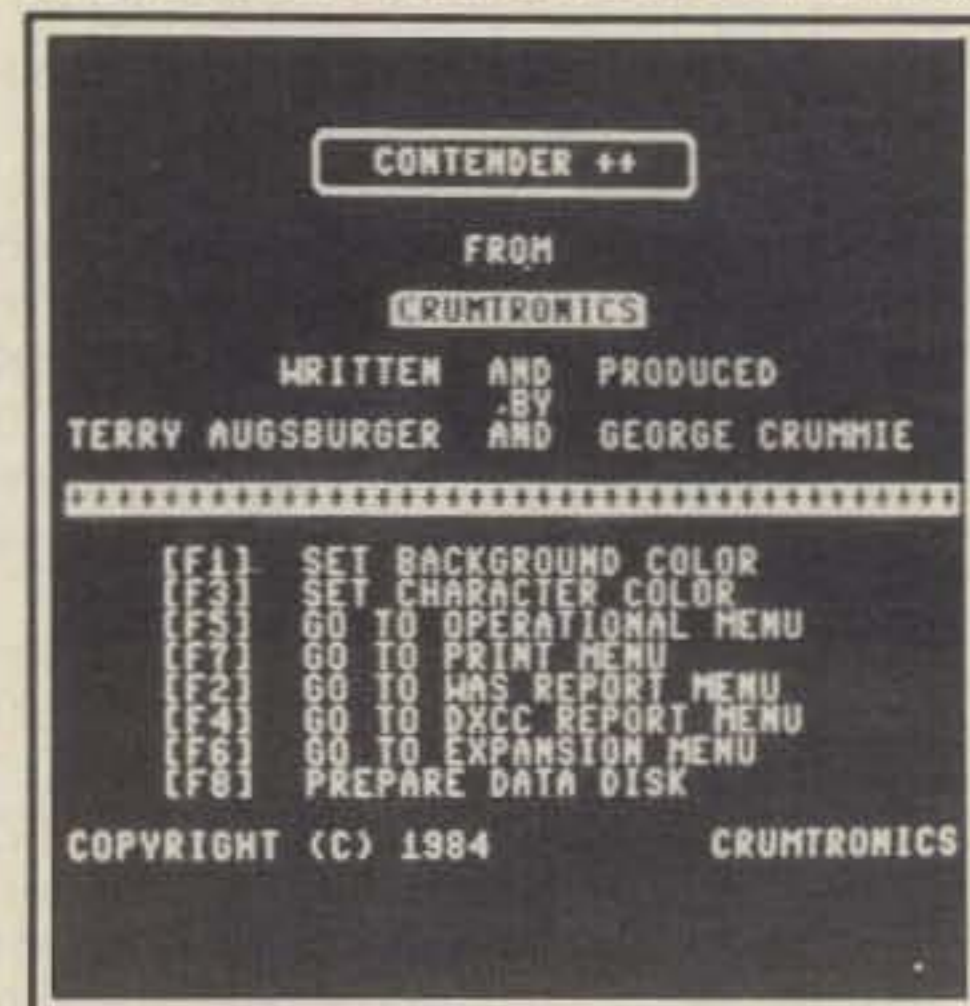 CONTENDER ++
FROM
CRUMTRONICS
WRITTEN AND PRODUCED
.BY
TERRY AUGSBURGER AND GEORGE CRUMMIE
[F1] SET BACKGROUND COLOR
[F3] SET CHARACTER COLOR
[F5] GO TO OPERATIONAL MENU
[F7] GO TO PRINT MENU
[F2] GO TO WAS REPORT MENU
[F4] GO TO DXCC REPORT MENU
[F6] GO TO EXPANSION MENU
[F8] PREPARE DATA DISK
COPYRIGHT (C) 1984 CRUMTRONICS